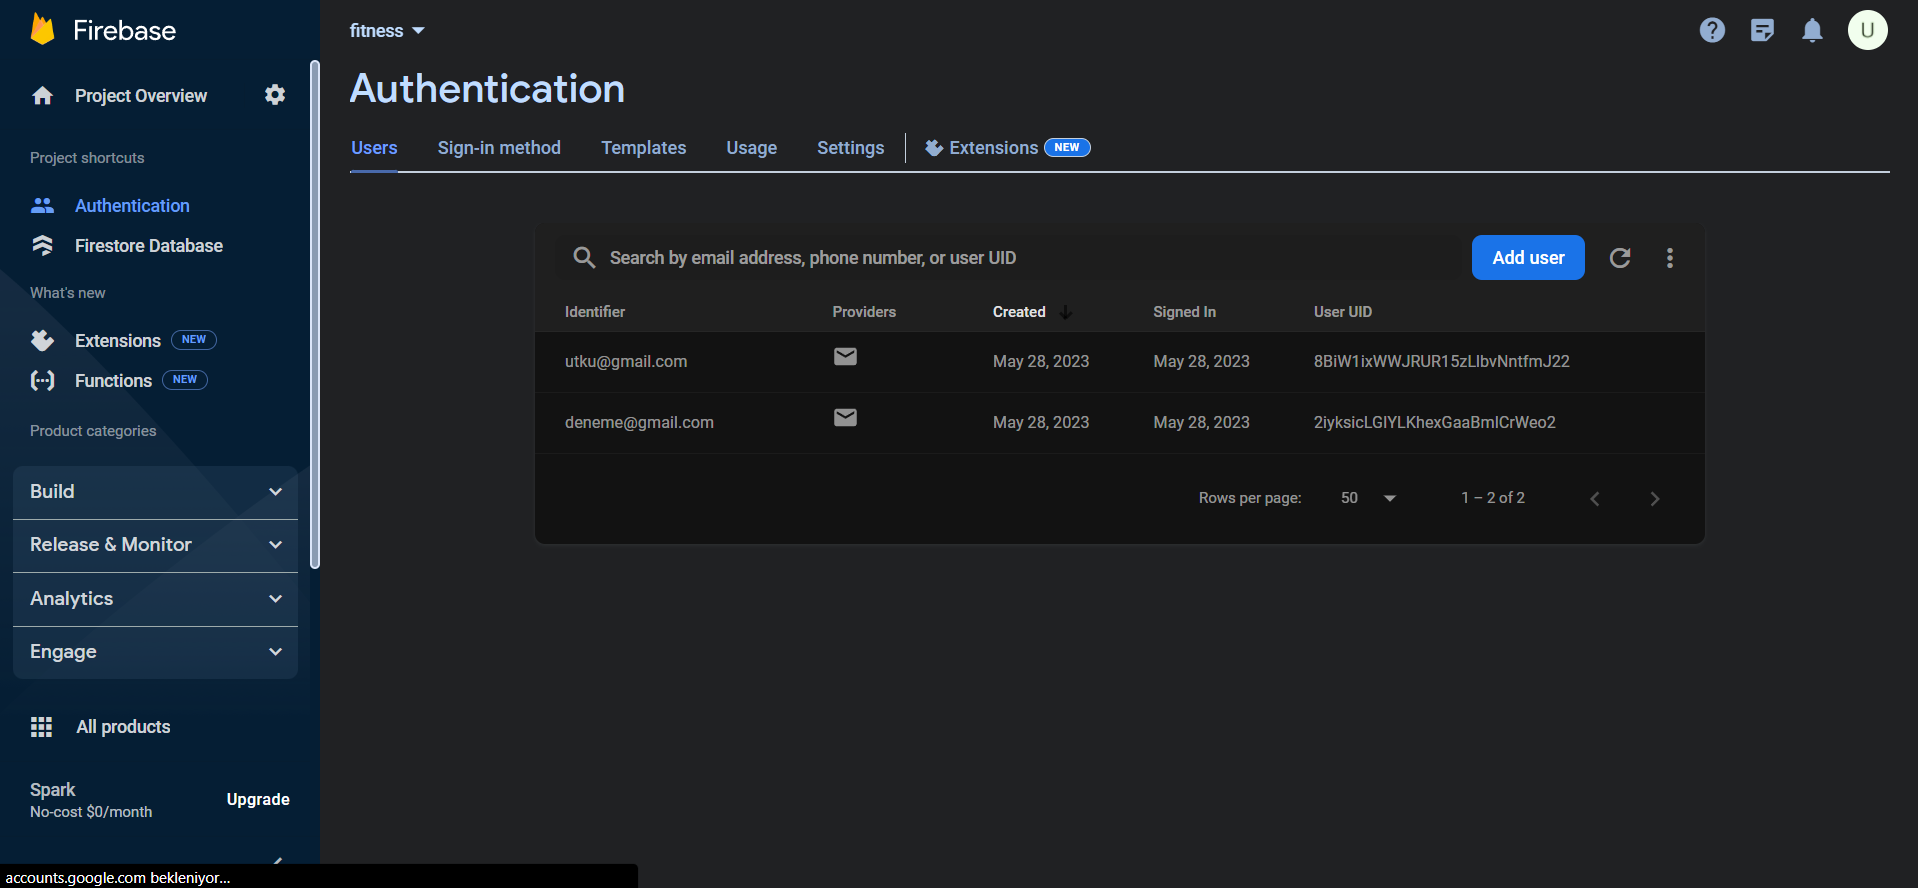 Firebase
Project Overview
Project shortcuts
Authentication
Firestore Database
What's new
Extensions NEW
Functions NEW
Product categories
Build
Release & Monitor
Analytics
Engage
All products
Spark
No-cost $0/month
Upgrade
accounts.google.com bekleniyor...
fitness
U
Authentication
Users Sign-in method Templates Usage Settings Extensions NEW
Search by email address, phone number, or user UID
Add user
Identifier Providers Created Signed In User UID
utku@gmail.com May 28, 2023 May 28, 2023 8BiW1ixWWJRUR15zLlbvNntfmJ22
deneme@gmail.com May 28, 2023 May 28, 2023 2iyksicLGlYLKhexGaaBmlCrWeo2
Rows per page: 50 1 – 2 of 2